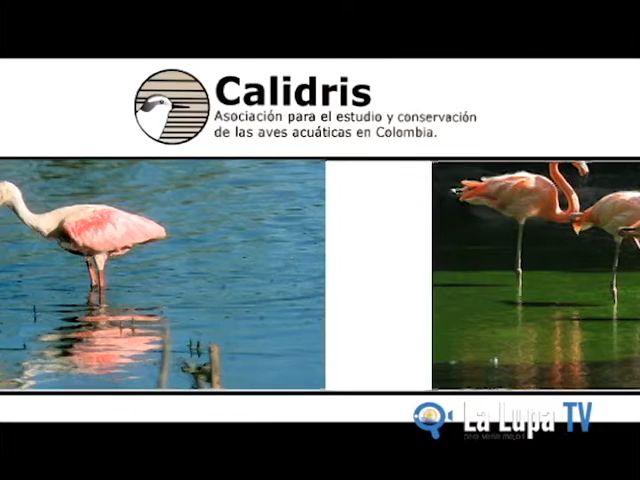 Calidris
Asociación para el estudio y conservación
de las aves acuáticas en Colombia.
La Lupa TV